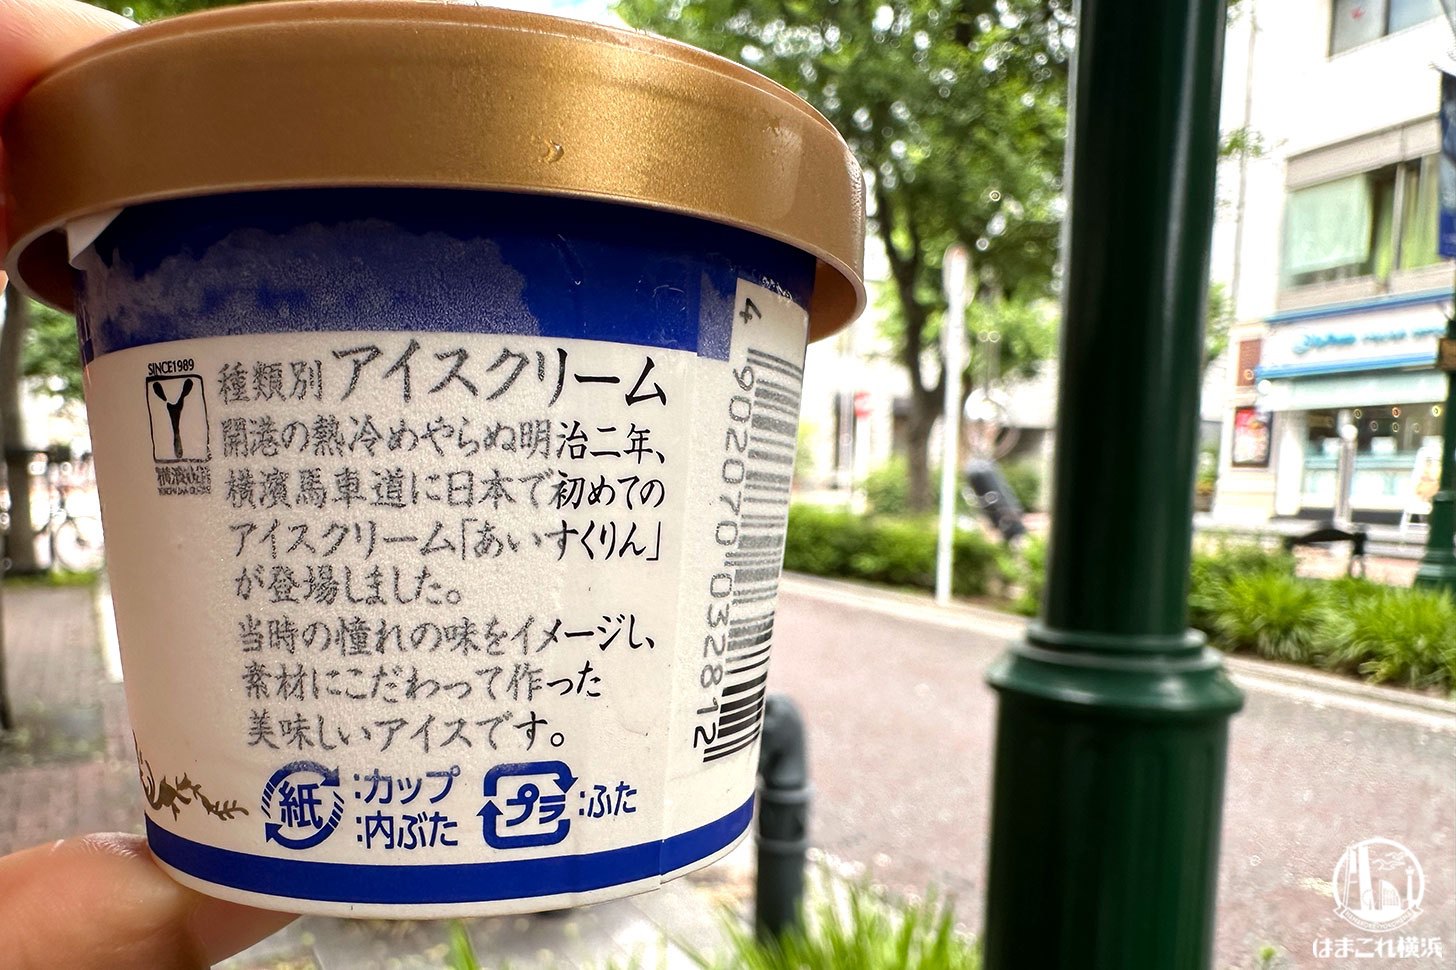 SINCE1989
種類別 アイスクリーム
開港の熱冷めやらぬ明治二年、
横濱馬車道に日本で初めての
アイスクリーム「あいすくりん」
が登場しました。
当時の憧れの味をイメージし、
素材にこだわって作った
美味しいアイスです。
紙:カップ
:内ぶた
プラ:ふた
4 902070 032812
はまこれ横浜